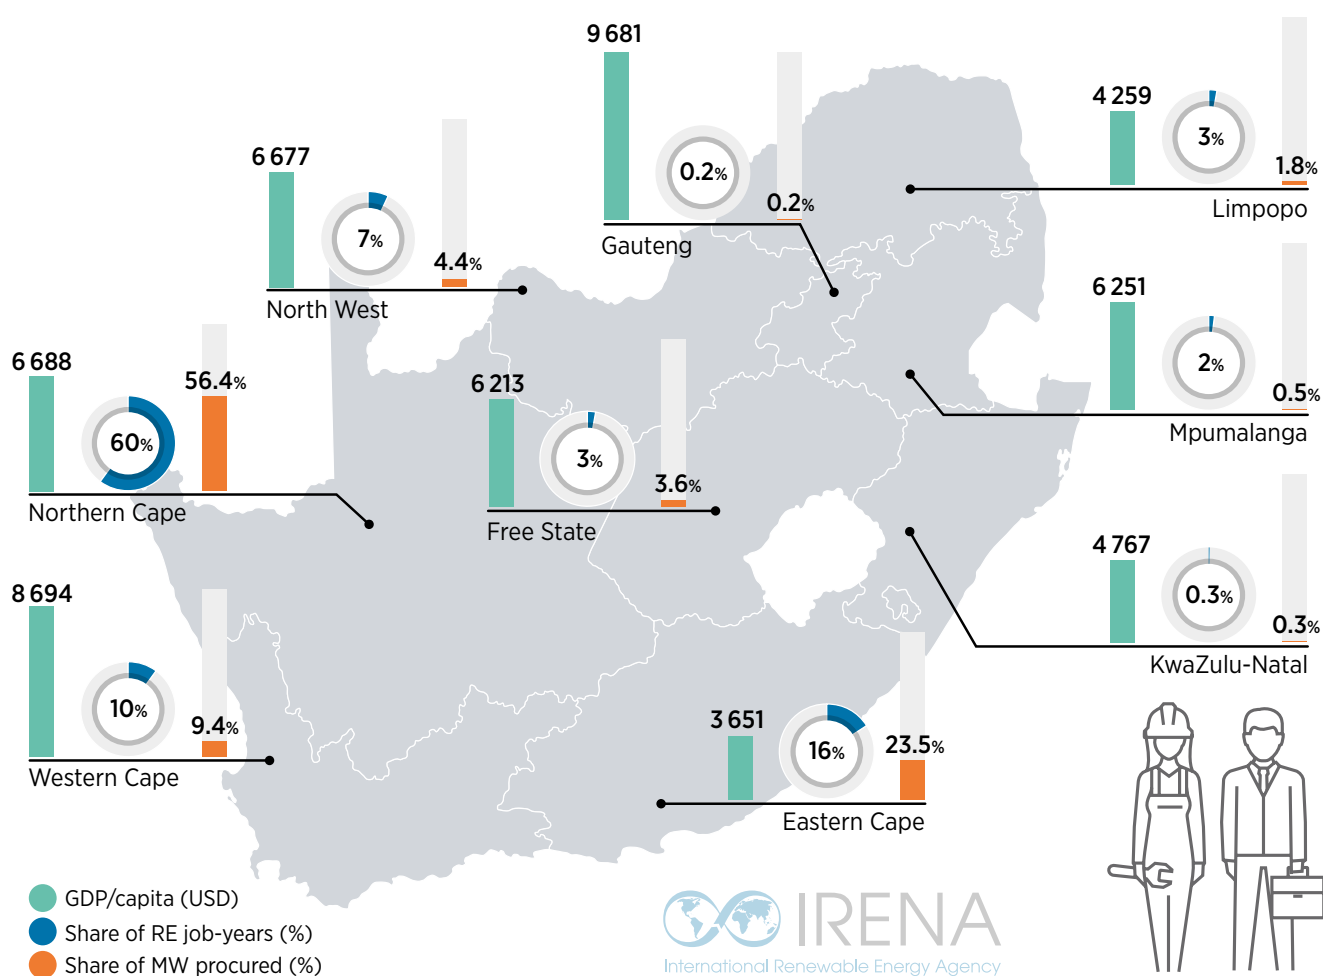 9 681
0.2%
0.2%
Gauteng
4 259
3%
1.8%
Limpopo
6 677
7%
4.4%
North West
6 251
2%
0.5%
Mpumalanga
6 688
60%
56.4%
Northern Cape
6 213
3%
3.6%
Free State
4 767
0.3%
0.3%
KwaZulu-Natal
8 694
10%
9.4%
Western Cape
3 651
16%
23.5%
Eastern Cape
GDP/capita (USD)
Share of RE job-years (%)
Share of MW procured (%)
IRENA
International Renewable Energy Agency